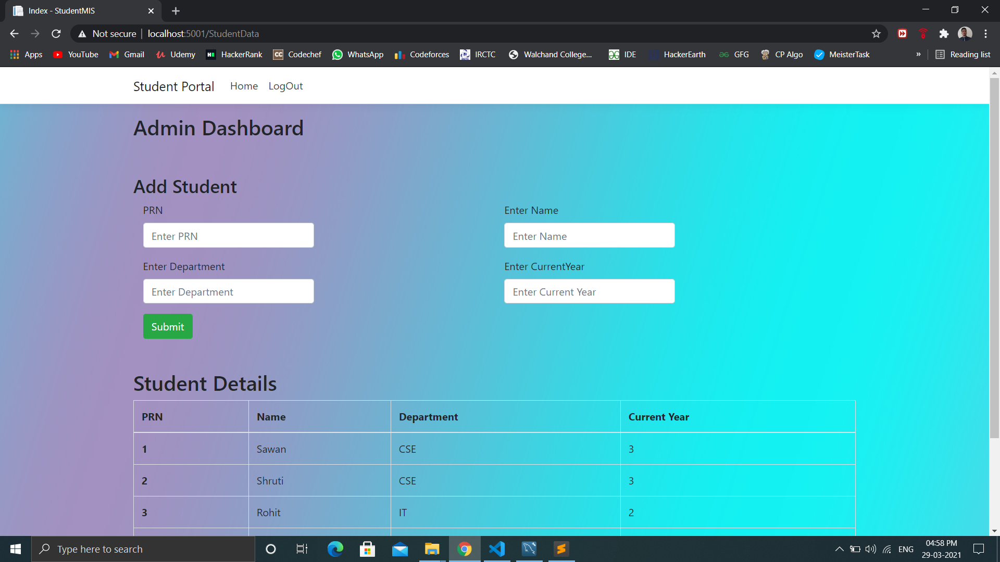 Index - StudentMIS
Not secure localhost:5001/StudentData
Apps YouTube Gmail Udemy HackerRank CC Codechef WhatsApp Codeforces IRCTC Walchand College... IDE HackerEarth GFG CP Algo MeisterTask » Reading list
Student Portal Home LogOut
Admin Dashboard
Add Student
PRN Enter Name
Enter PRN Enter Name
Enter Department Enter CurrentYear
Enter Department Enter Current Year
Submit
Student Details
PRN Name Department Current Year
1 Sawan CSE 3
2 Shruti CSE 3
3 Rohit IT 2
Type here to search ENG 04:58 PM
29-03-2021